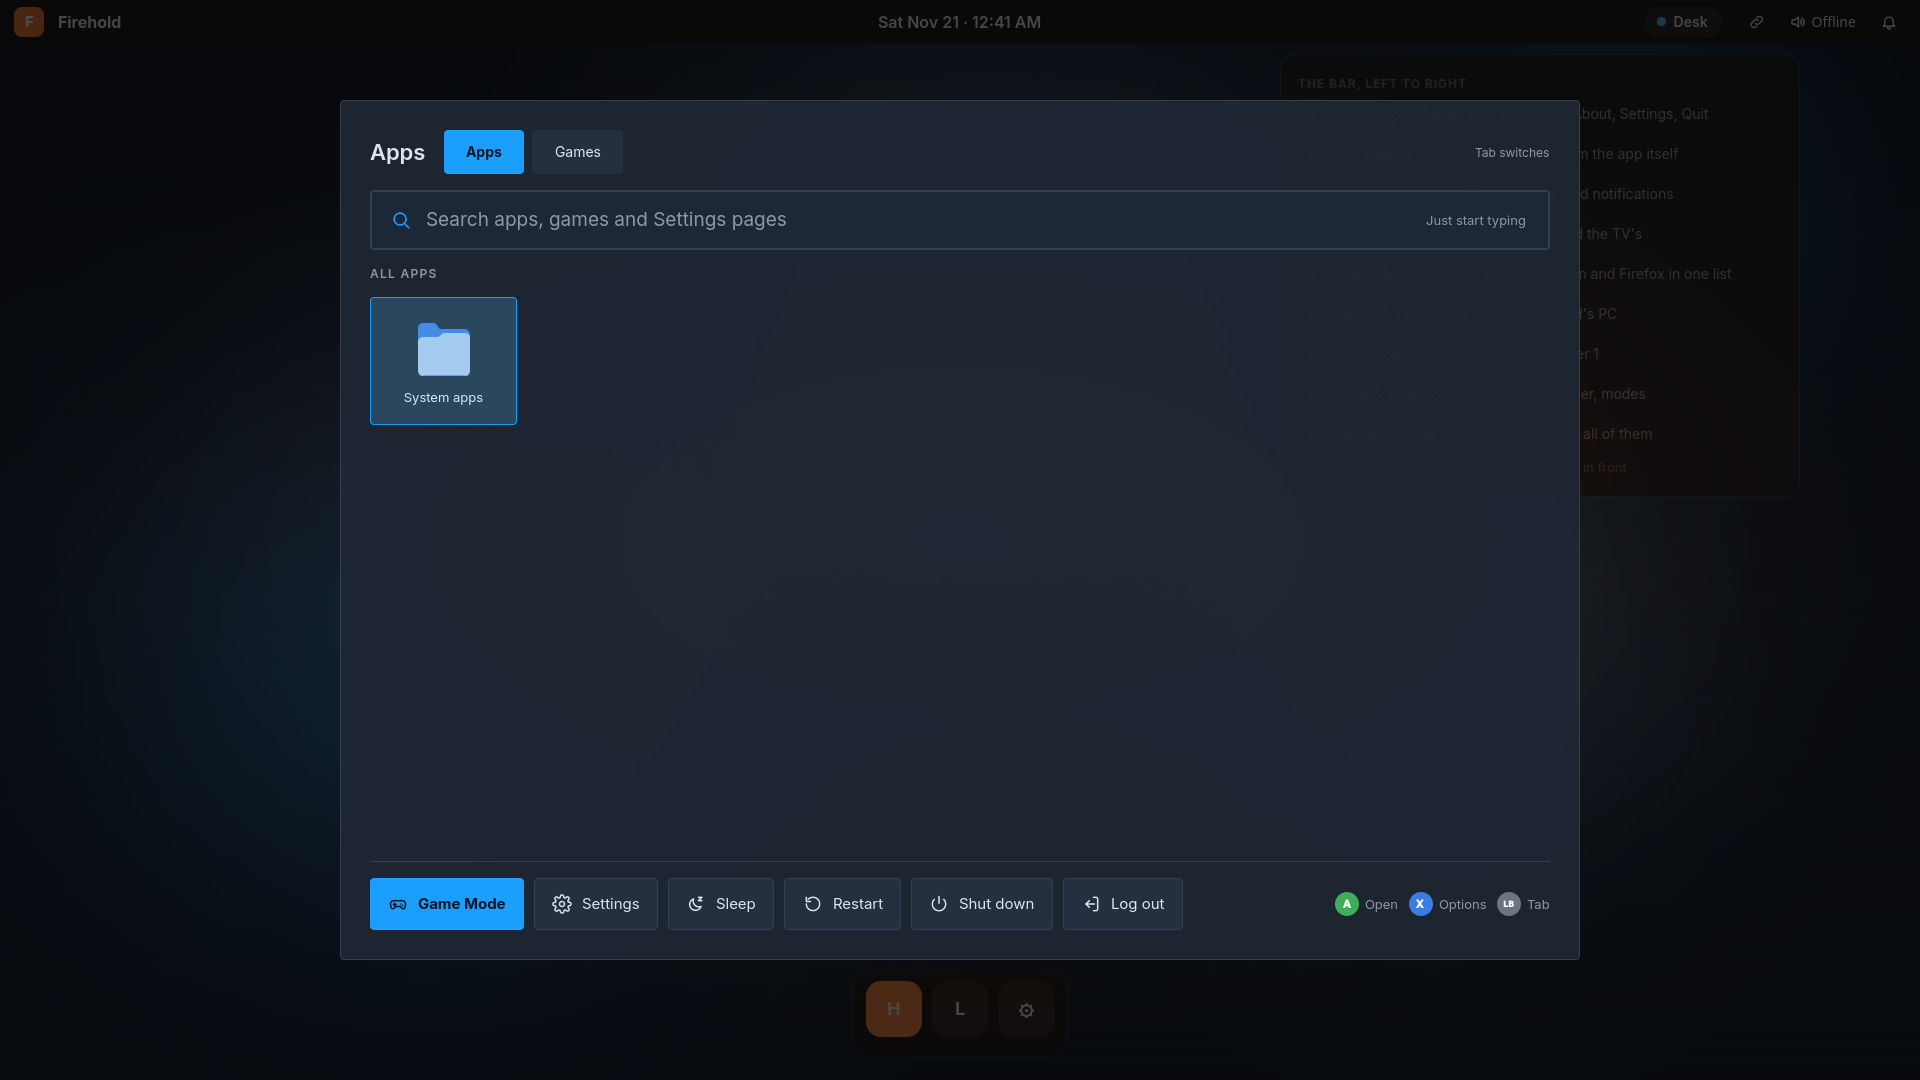 F Firehold
Sat Nov 21 · 12:41 AM
Desk
Offline
THE BAR, LEFT TO RIGHT
Apps
Apps
Games
Tab switches
bout, Settings, Quit
the app itself
Search apps, games and Settings pages
Just start typing
notifications
the TV's
ALL APPS
and Firefox in one list
System apps
's PC
er 1
er, modes
all of them
in front
Game Mode
Settings
Sleep
Restart
Shut down
Log out
A Open
X Options
LB Tab
H
L